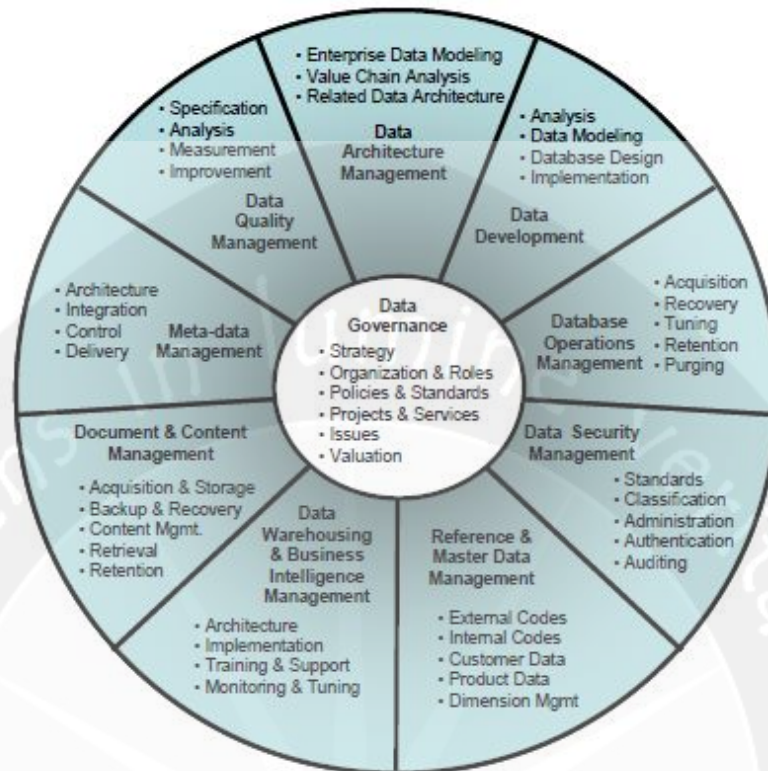 • Enterprise Data Modeling
• Value Chain Analysis
• Related Data Architecture
Data
Architecture
Management
• Analysis
• Data Modeling
• Database Design
• Implementation
Data
Development
• Acquisition
• Recovery
• Tuning
• Retention
• Purging
Database
Operations
Management
Data Security
Management
• Standards
• Classification
• Administration
• Authentication
• Auditing
Reference &
Master Data
Management
• External Codes
• Internal Codes
• Customer Data
• Product Data
• Dimension Mgmt
Data
Warehousing
& Business
Intelligence
Management
• Architecture
• Implementation
• Training & Support
• Monitoring & Tuning
Document & Content
Management
• Acquisition & Storage
• Backup & Recovery
• Content Mgmt.
• Retrieval
• Retention
• Architecture
• Integration
• Control
• Delivery
Meta-data
Management
• Specification
• Analysis
• Measurement
• Improvement
Data
Quality
Management
Data
Governance
• Strategy
• Organization & Roles
• Policies & Standards
• Projects & Services
• Issues
• Valuation